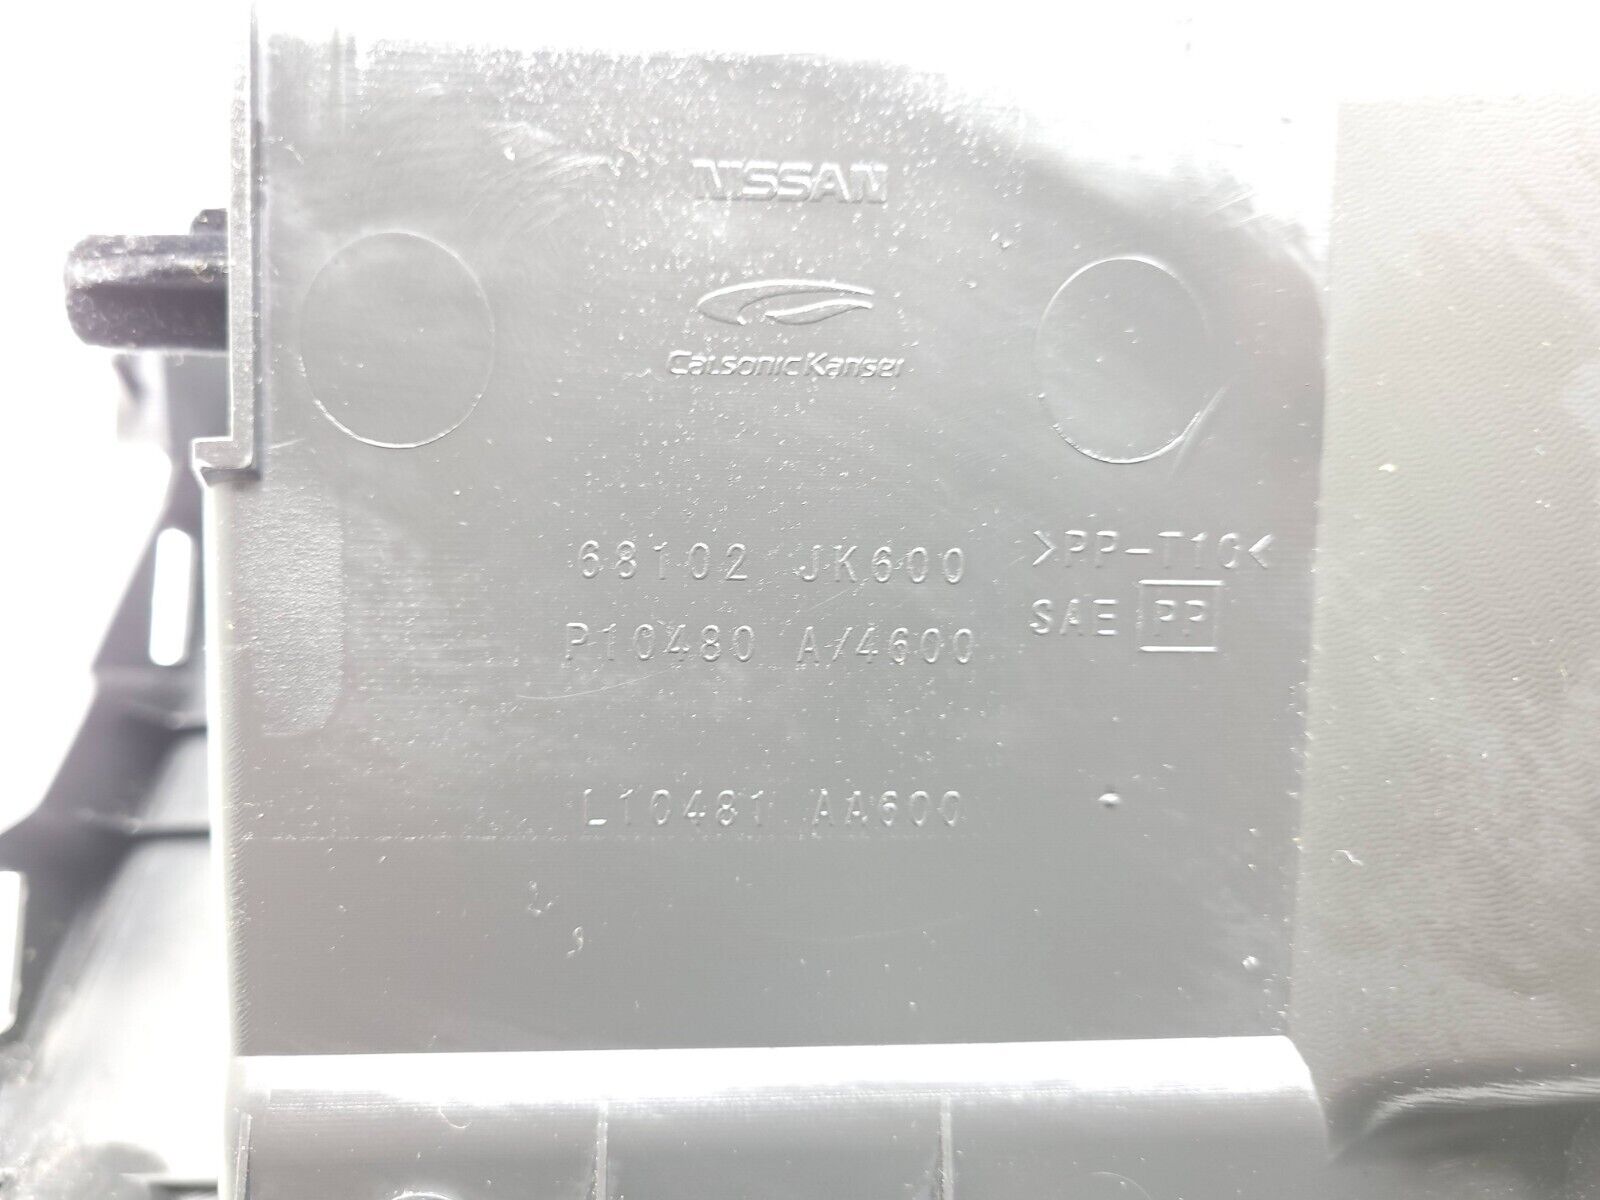 NISSAN
CalsonicKansei
68102 JK600
P10480 A/4600
L10481 AA600
>PP-T10<
SAE PP